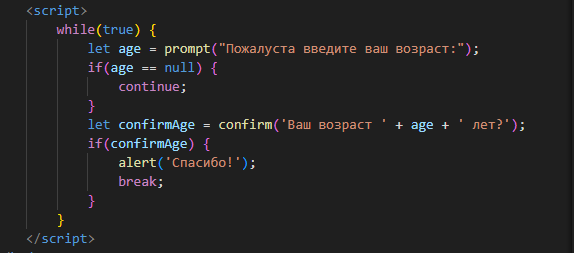 <script>
while(true) {
let age = prompt("Пожалуста введите ваш возраст:");
if(age == null) {
continue;
}
let confirmAge = confirm('Ваш возраст ' + age + ' лет?');
if(confirmAge) {
alert('Спасибо!');
break;
}
}
</script>